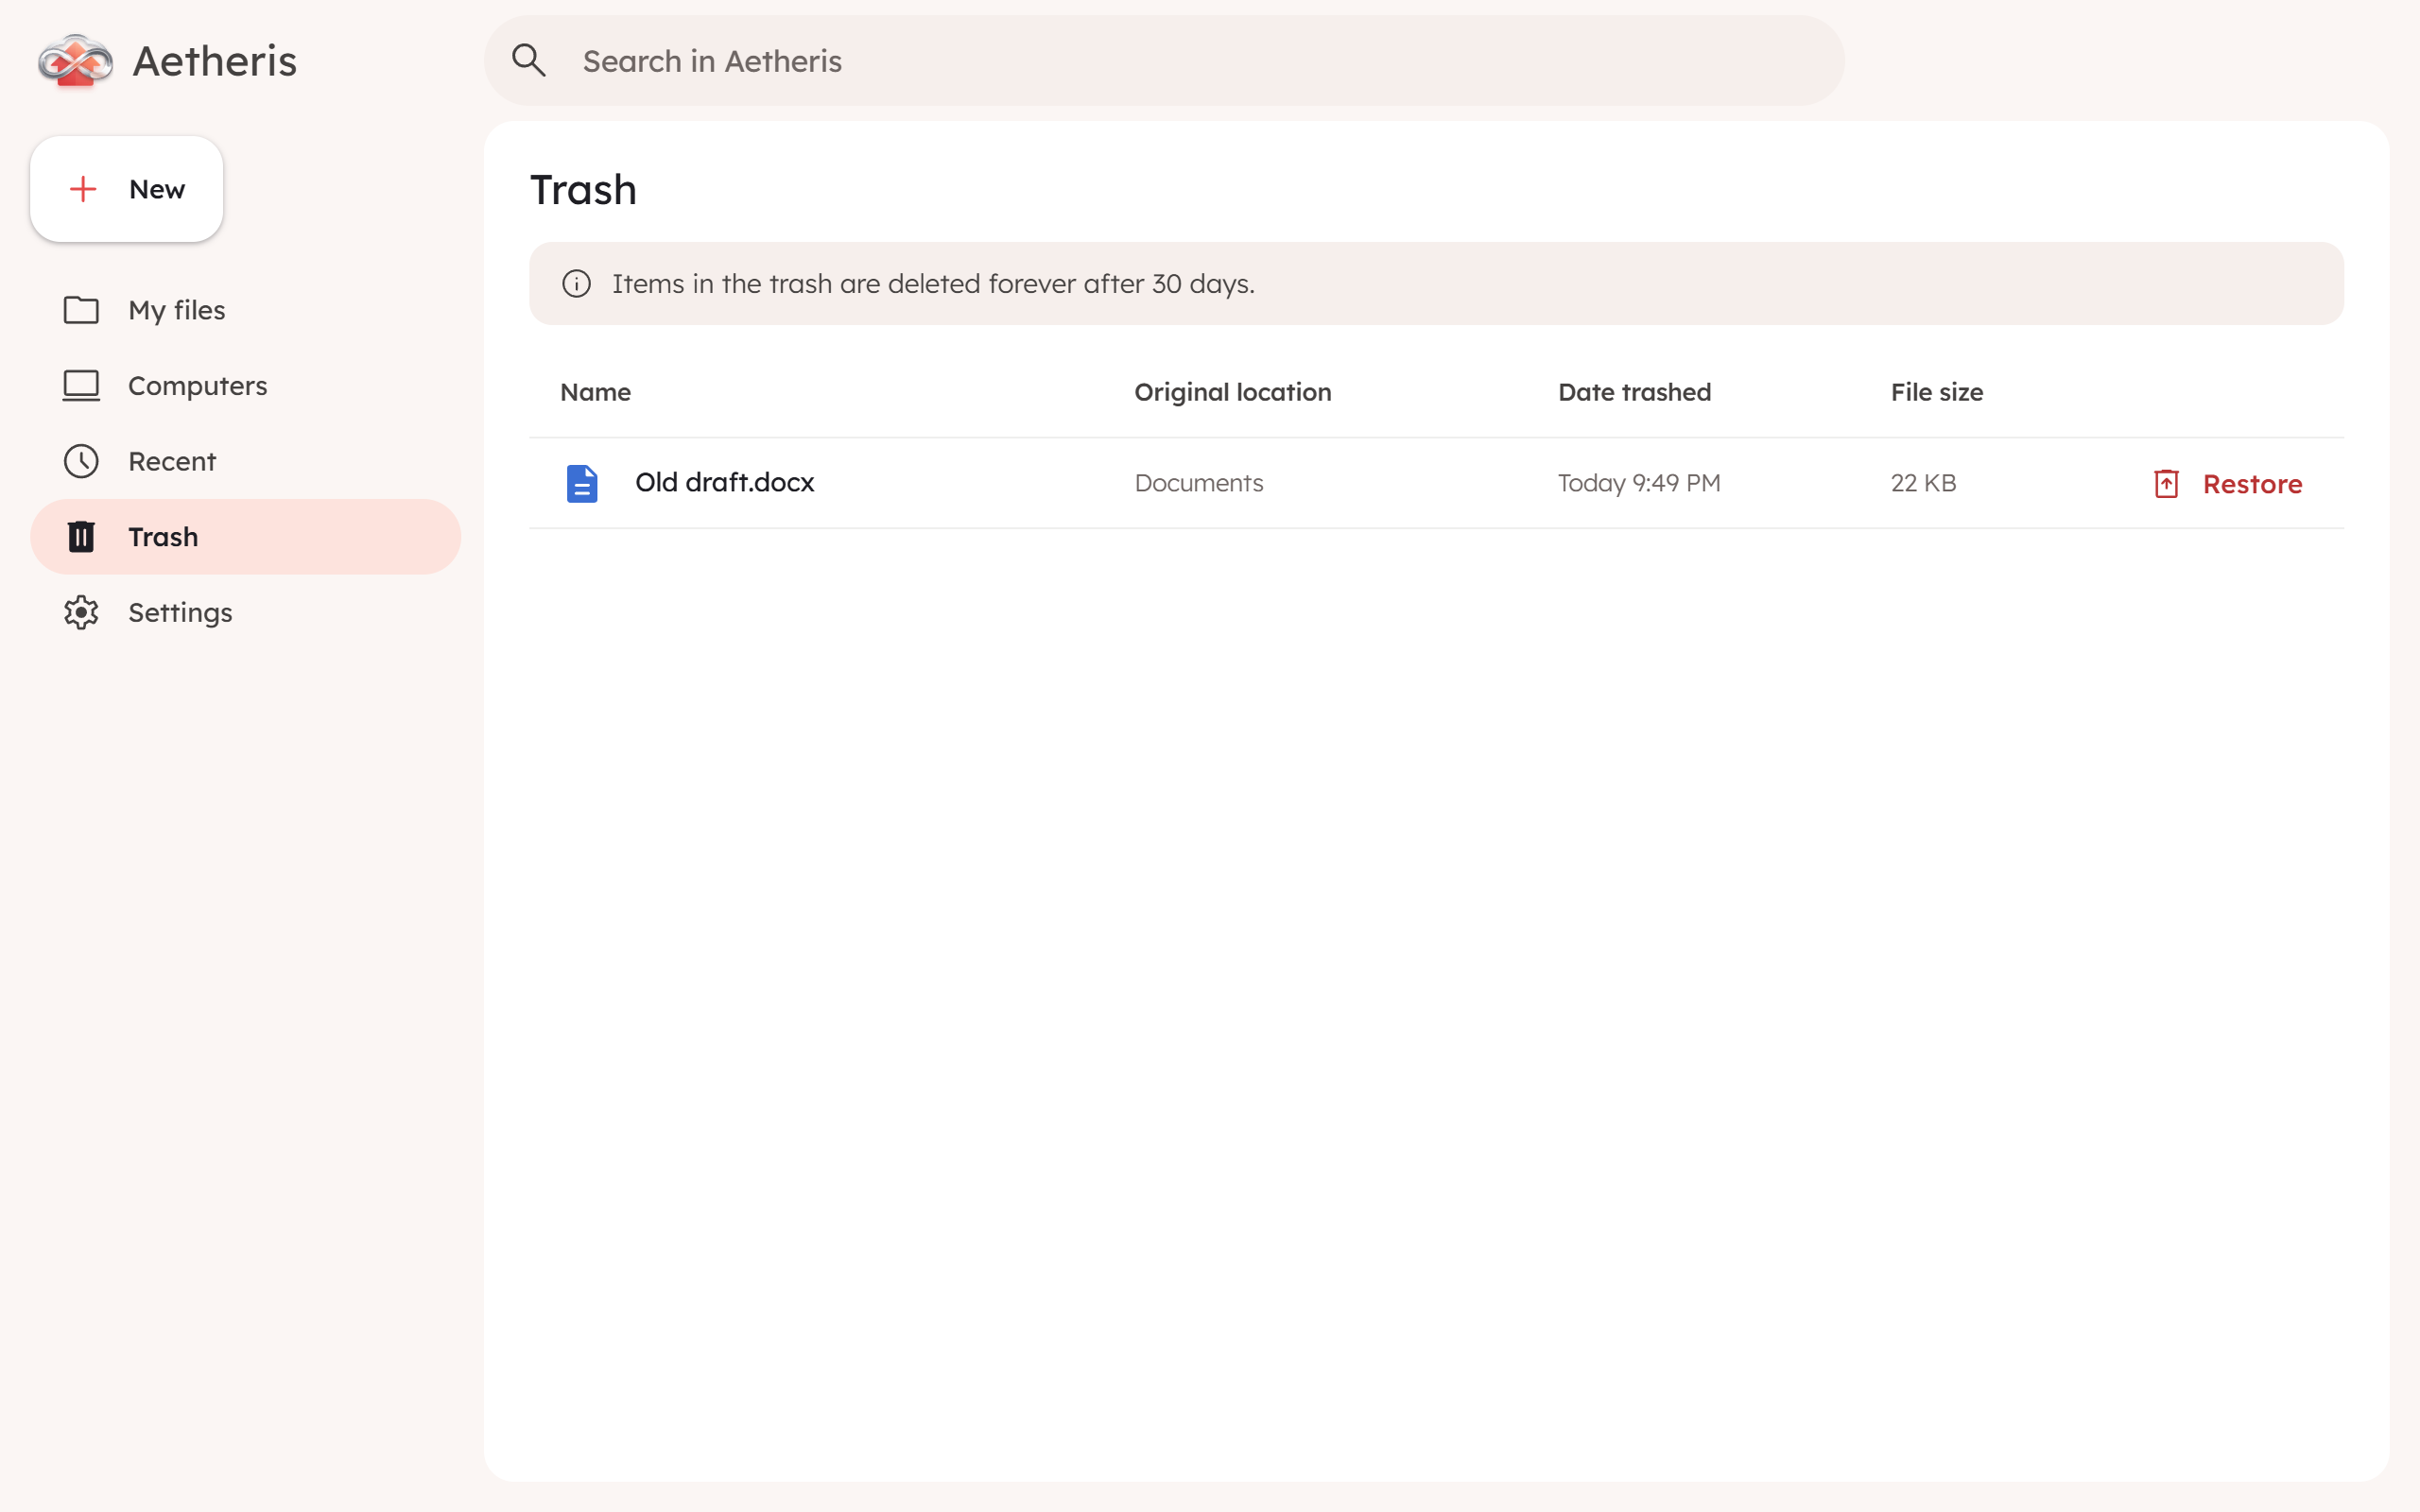 Aetheris
Search in Aetheris
New
My files
Computers
Recent
Trash
Settings
Trash
Items in the trash are deleted forever after 30 days.
Name Original location Date trashed File size
Old draft.docx Documents Today 9:49 PM 22 KB Restore